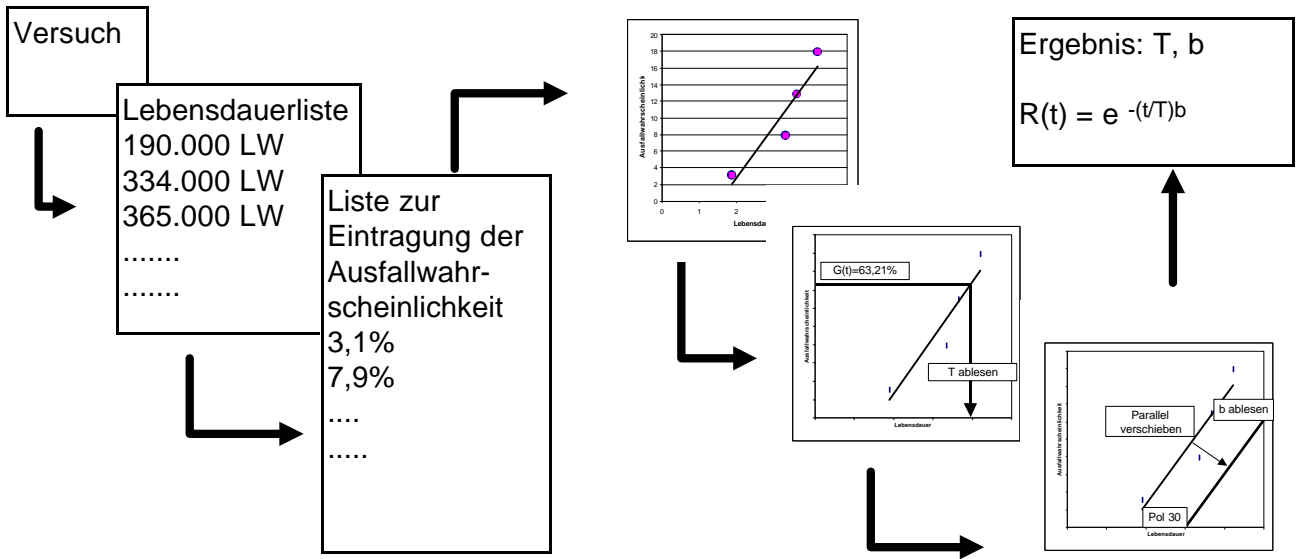 Versuch
Lebensdauerliste
190.000 LW
334.000 LW
365.000 LW
.......
.......
Liste zur
Eintragung der
Ausfallwahr-
scheinlichkeit
3,1%
7,9%
....
.....
20
18
16
14
12
10
8
6
4
2
0
0 1 2
Ausfallwahrscheinlichk
Lebensdau
G(t)=63,21%
T ablesen
Ausfallwahrscheinlichkeit
Lebensdauer
Parallel
verschieben
b ablesen
Pol 30
Ausfallwahrscheinlichkeit
Lebensdauer
Ergebnis: T, b
R(t) = e -(t/T)b